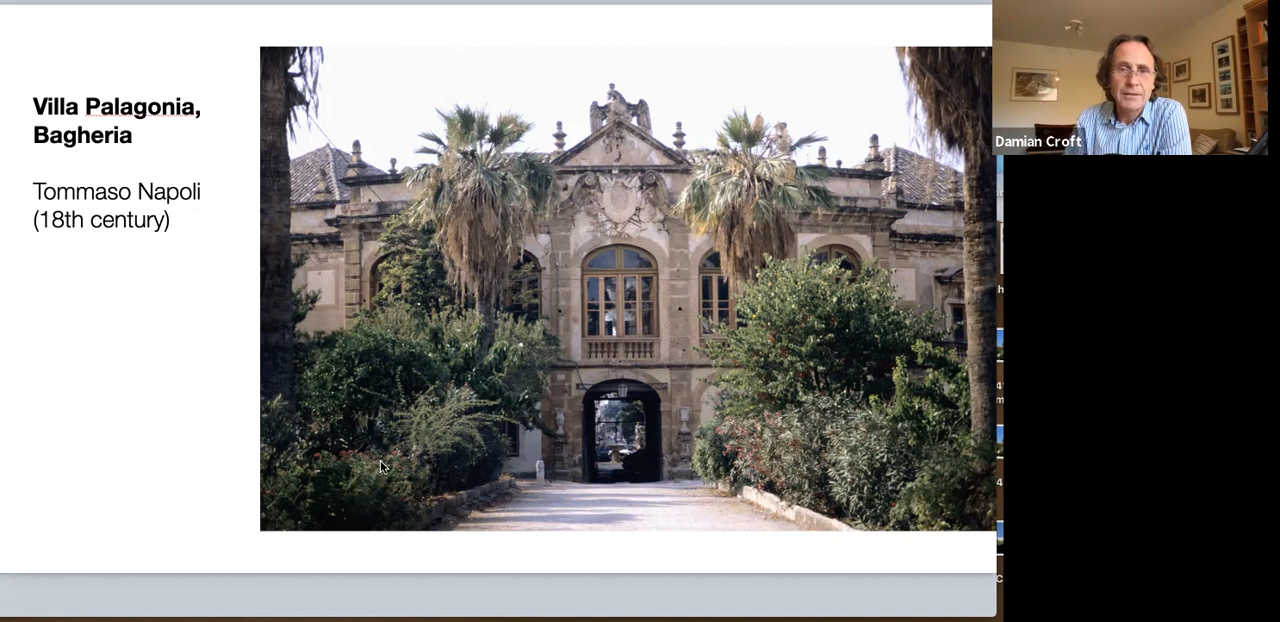 Villa Palagonia,
Bagheria
Tommaso Napoli
(18th century)
Damian Croft